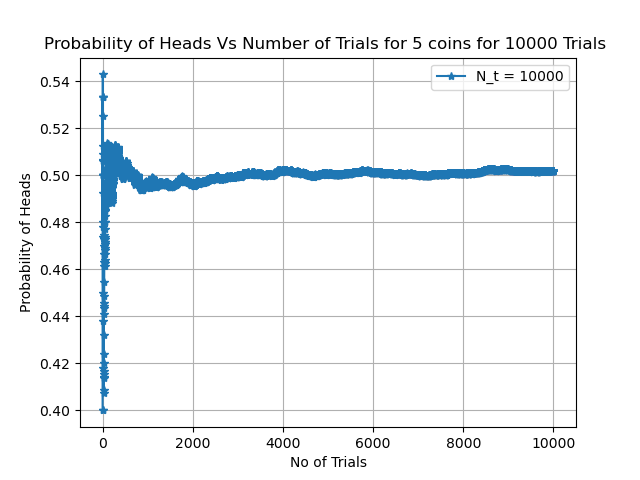 Probability of Heads Vs Number of Trials for 5 coins for 10000 Trials
N_t = 10000
Probability of Heads
0.54
0.52
0.50
0.48
0.46
0.44
0.42
0.40
0 2000 4000 6000 8000 10000
No of Trials